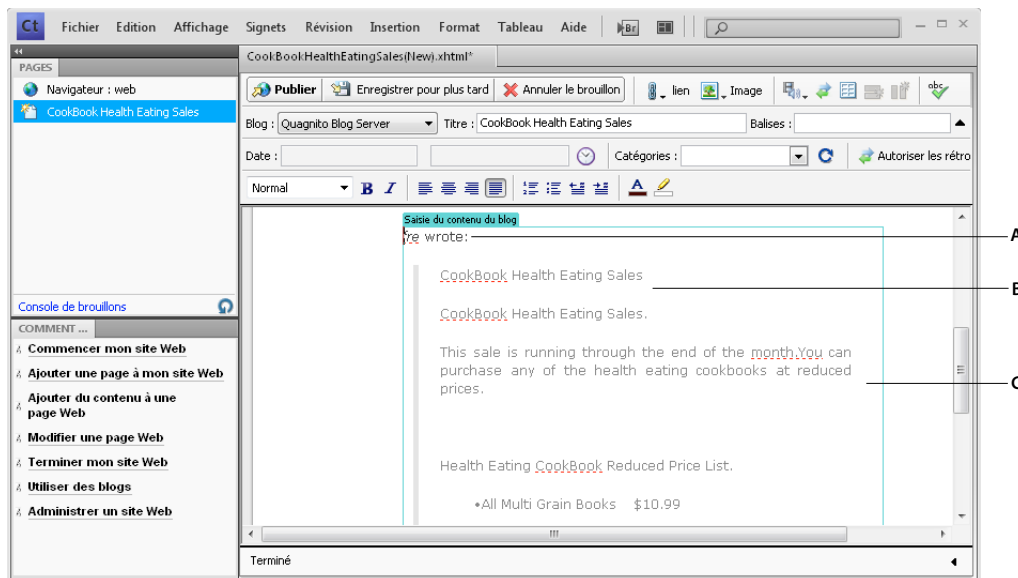 Ct Fichier Edition Affichage Signets Révision Insertion Format Tableau Aide Br
PAGES
Navigateur : web
CookBook Health Eating Sales
Console de brouillons
COMMENT ...
Commencer mon site Web
Ajouter une page à mon site Web
Ajouter du contenu à une
page Web
Modifier une page Web
Terminer mon site Web
Utiliser des blogs
Administrer un site Web
CookBookHealthEatingSales(New).xhtml*
Publier Enregistrer pour plus tard Annuler le brouillon lien Image abc
Blog : Quagnito Blog Server Titre : CookBook Health Eating Sales Balises :
Date : Catégories : Autoriser les rétro
Normal B I A
Saisie du contenu du blog
're wrote: A
CookBook Health Eating Sales
B
CookBook Health Eating Sales.
This sale is running through the end of the month.You can
purchase any of the health eating cookbooks at reduced
prices.
C
Health Eating CookBook Reduced Price List.
•All Multi Grain Books $10.99
Terminé